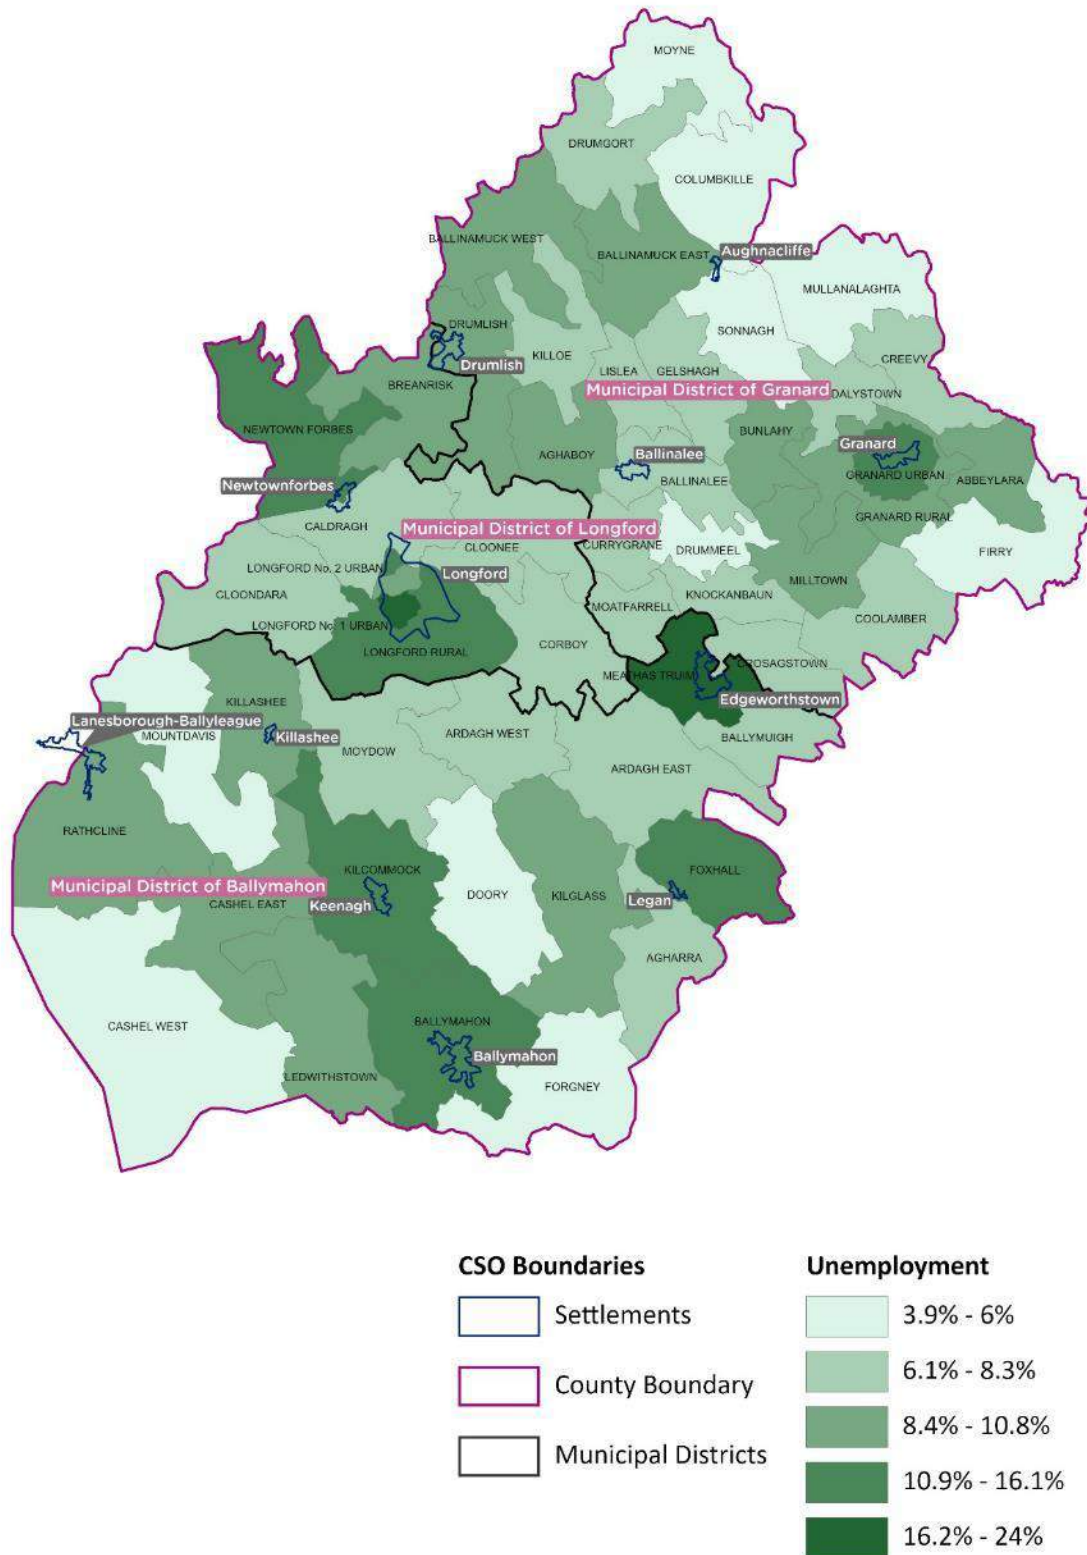 MOYNE
DRUMGORT
COLUMBKILLE
BALLINAMUCK WEST
BALLINAMUCK EAST
Aughnacliffe
MULLANALAGHTA
DRUMLISH
SONNAGH
Drumlish
KILLOE
CREEVY
LISLEA
GELSHAGH
BREANRISK
Municipal District of Granard
DALYSTOWN
NEWTOWN FORBES
BUNLAHY
Granard
AGHABOY
Ballinalee
GRANARD URBAN
ABBEYLARA
Newtownforbes
BALLINALEE
GRANARD RURAL
CALDRAGH
Municipal District of Longford
CLOONEE
CURRYGRANE
DRUMMEEL
FIRRY
LONGFORD No. 2 URBAN
Longford
MILLTOWN
CLOONDARA
KNOCKANBAUN
MOATFARRELL
COOLAMBER
LONGFORD No. 1 URBAN
CORBOY
LONGFORD RURAL
CROSAGSTOWN
MEATHAS TRUIM
Edgeworthstown
KILLASHEE
Lanesborough-Ballyleague
Killashee
MOUNTDAVIS
ARDAGH WEST
BALLYMUIGH
MOYDOW
ARDAGH EAST
RATHCLINE
KILCOMMOCK
FOXHALL
Municipal District of Ballymahon
DOORY
KILGLASS
CASHEL EAST
Keenagh
Legan
AGHARRA
CASHEL WEST
BALLYMAHON
Ballymahon
LEDWITHSTOWN
FORGNEY
CSO Boundaries
Settlements
County Boundary
Municipal Districts
Unemployment
3.9% - 6%
6.1% - 8.3%
8.4% - 10.8%
10.9% - 16.1%
16.2% - 24%